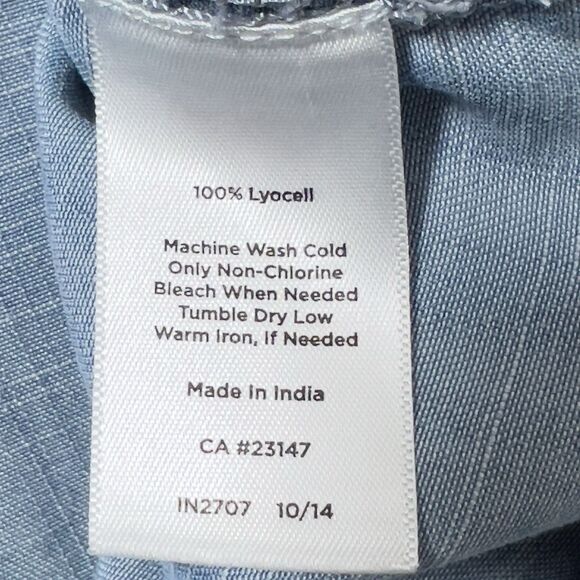 100% Lyocell
Machine Wash Cold
Only Non-Chlorine
Bleach When Needed
Tumble Dry Low
Warm Iron, If Needed
Made In India
CA #23147
IN2707 10/14